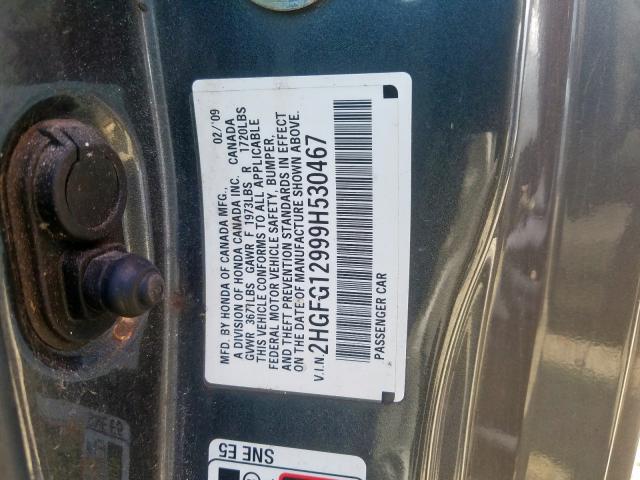 MFD. BY HONDA OF CANADA MFG., 02/'09
A DIVISION OF HONDA CANADA INC. CANADA
GVWR 3671LBS GAWR F 1973LBS R 1720LBS
THIS VEHICLE CONFORMS TO ALL APPLICABLE
FEDERAL MOTOR VEHICLE SAFETY, BUMPER,
AND THEFT PREVENTION STANDARDS IN EFFECT
ON THE DATE OF MANUFACTURE SHOWN ABOVE.
V.I.N. 2HGFG12999H530467
PASSENGER CAR
SNE E5